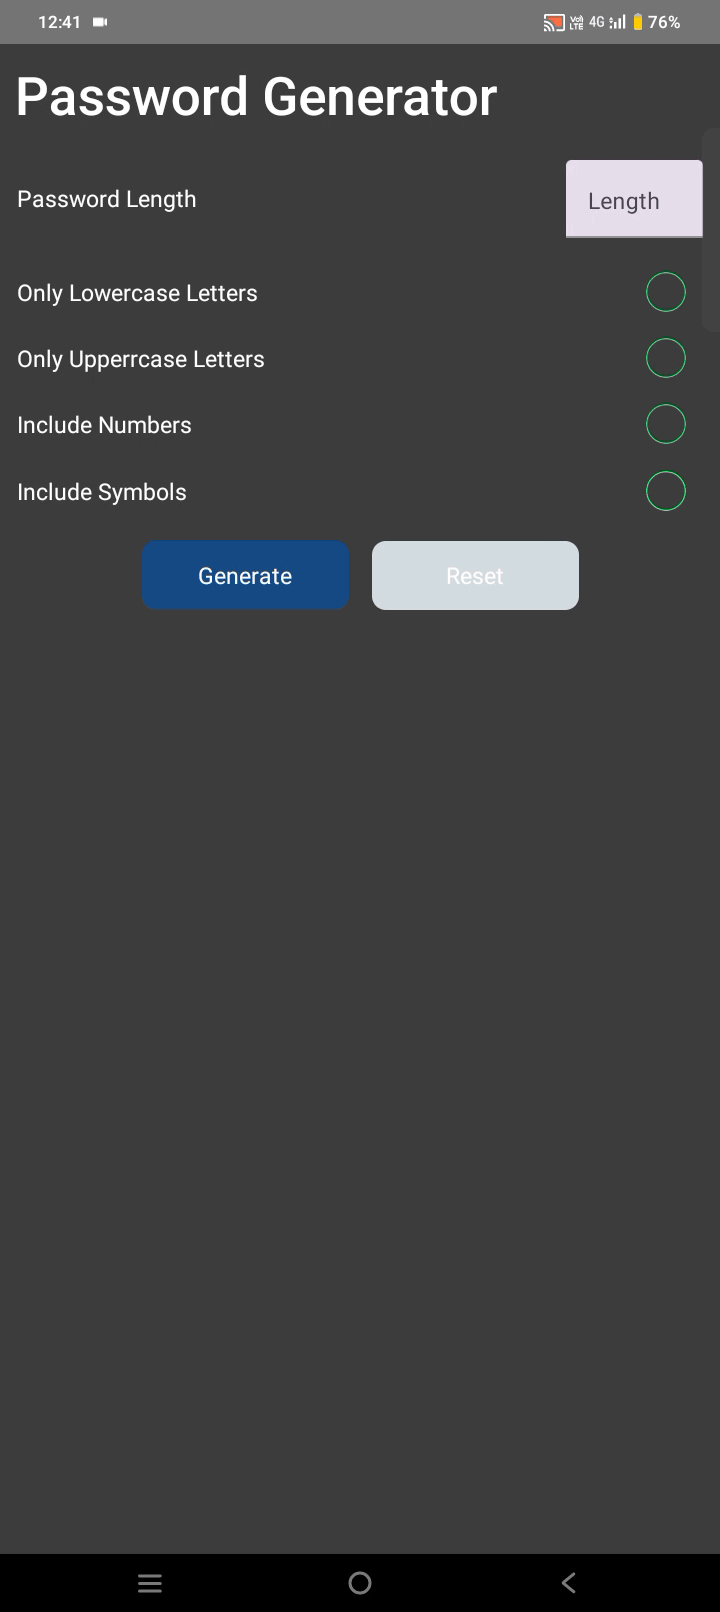 12:41 VoI) LTE 4G 76%
Password Generator
Password Length Length
Only Lowercase Letters
Only Upperrcase Letters
Include Numbers
Include Symbols
Generate Reset